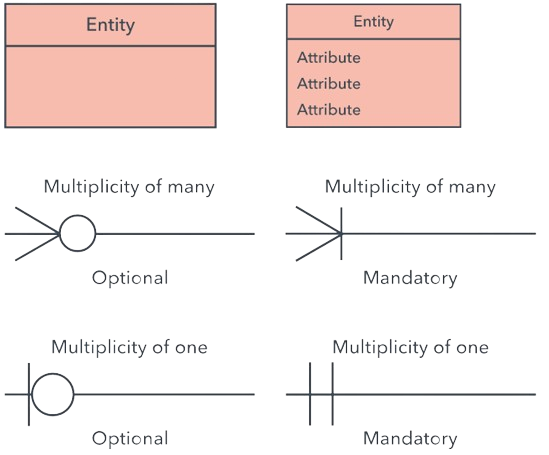 Entity
Entity
Attribute
Attribute
Attribute
Multiplicity of many
Multiplicity of many
Optional
Mandatory
Multiplicity of one
Multiplicity of one
Optional
Mandatory